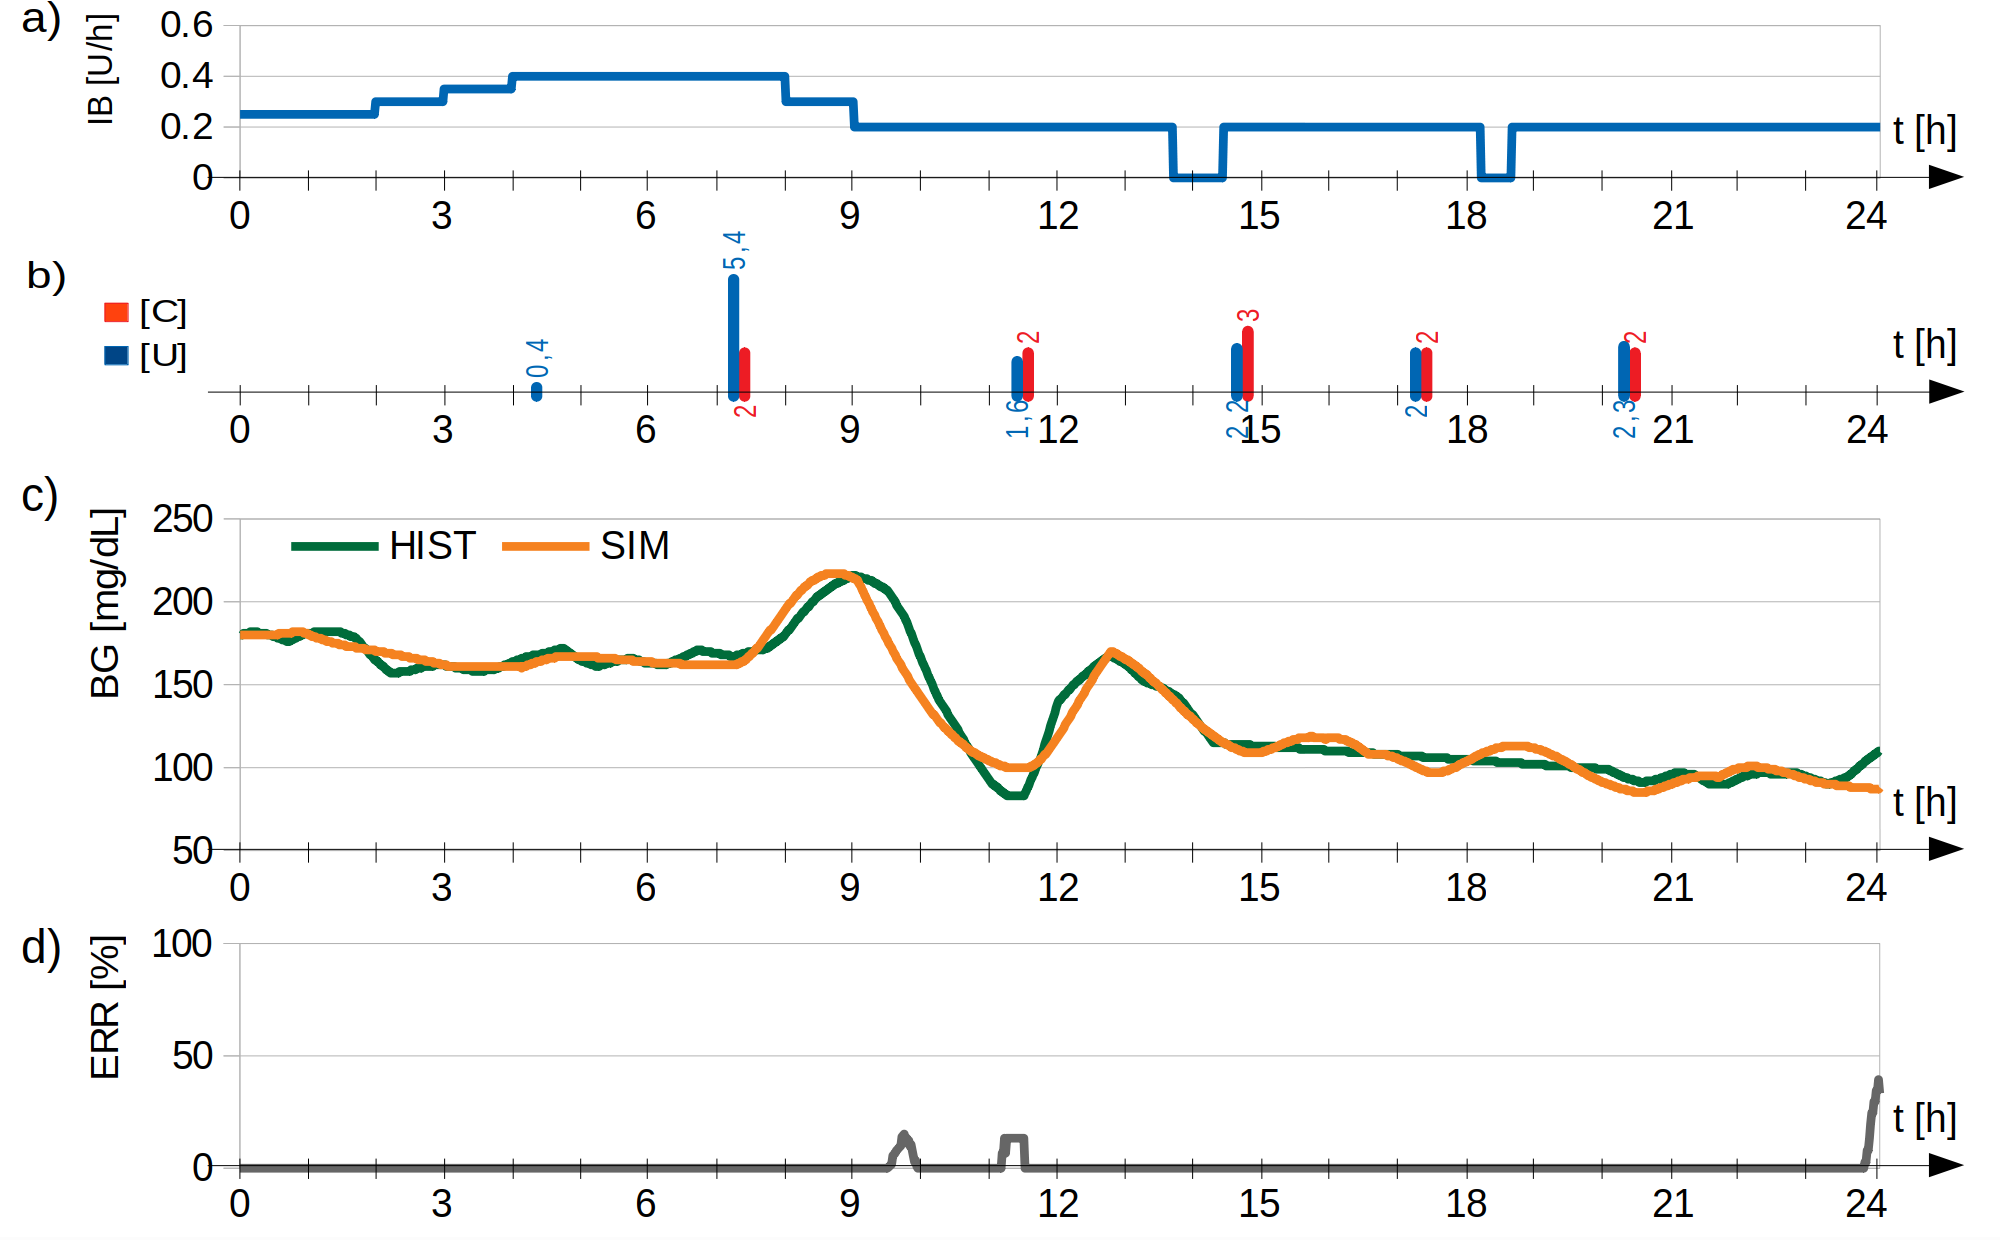 a)
IB [U/h]
0.6
0.4
0.2
0
t [h]
0 3 6 9 12 15 18 21 24
b)
[C]
[U]
0,4
5,4
2
1,6
2
2,2
3
2
2
2,3
2
t [h]
0 3 6 9 12 15 18 21 24
c)
BG [mg/dL]
250
200
150
100
50
HIST SIM
t [h]
0 3 6 9 12 15 18 21 24
d)
ERR [%]
100
50
0
t [h]
0 3 6 9 12 15 18 21 24